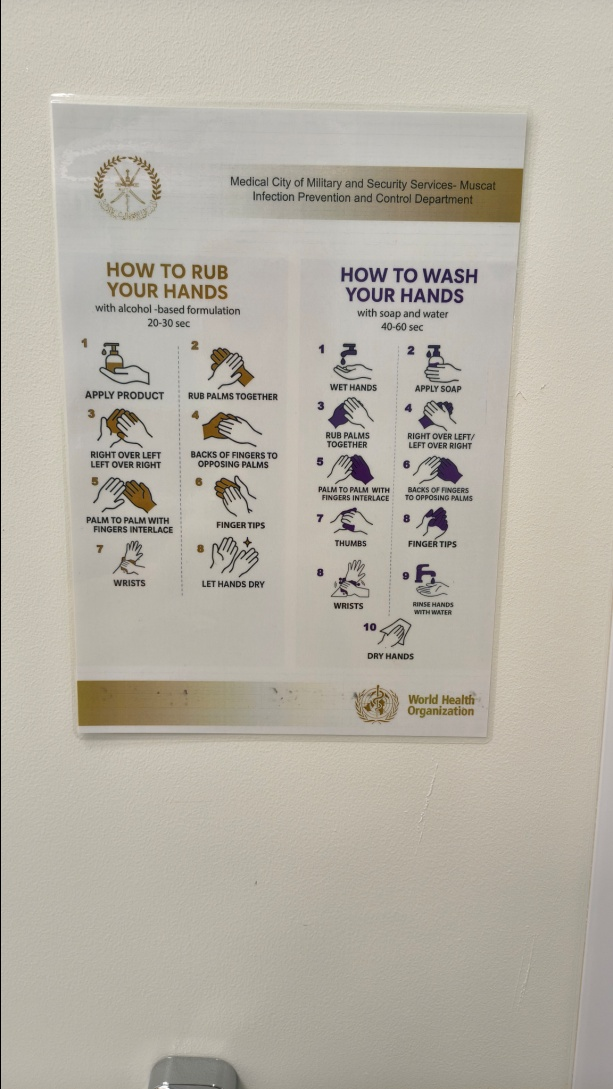 Medical City of Military and Security Services- Muscat
Infection Prevention and Control Department
HOW TO RUB
YOUR HANDS
with alcohol -based formulation
20-30 sec
1
APPLY PRODUCT
2
RUB PALMS TOGETHER
3
RIGHT OVER LEFT
LEFT OVER RIGHT
4
BACKS OF FINGERS TO
OPPOSING PALMS
5
PALM TO PALM WITH
FINGERS INTERLACE
6
FINGER TIPS
7
WRISTS
8
LET HANDS DRY
HOW TO WASH
YOUR HANDS
with soap and water
40-60 sec
1
WET HANDS
2
APPLY SOAP
3
RUB PALMS
TOGETHER
4
RIGHT OVER LEFT/
LEFT OVER RIGHT
5
PALM TO PALM WITH
FINGERS INTERLACE
6
BACKS OF FINGERS
TO OPPOSING PALMS
7
THUMBS
8
FINGER TIPS
8
WRISTS
9
RINSE HANDS
WITH WATER
10
DRY HANDS
World Health
Organization